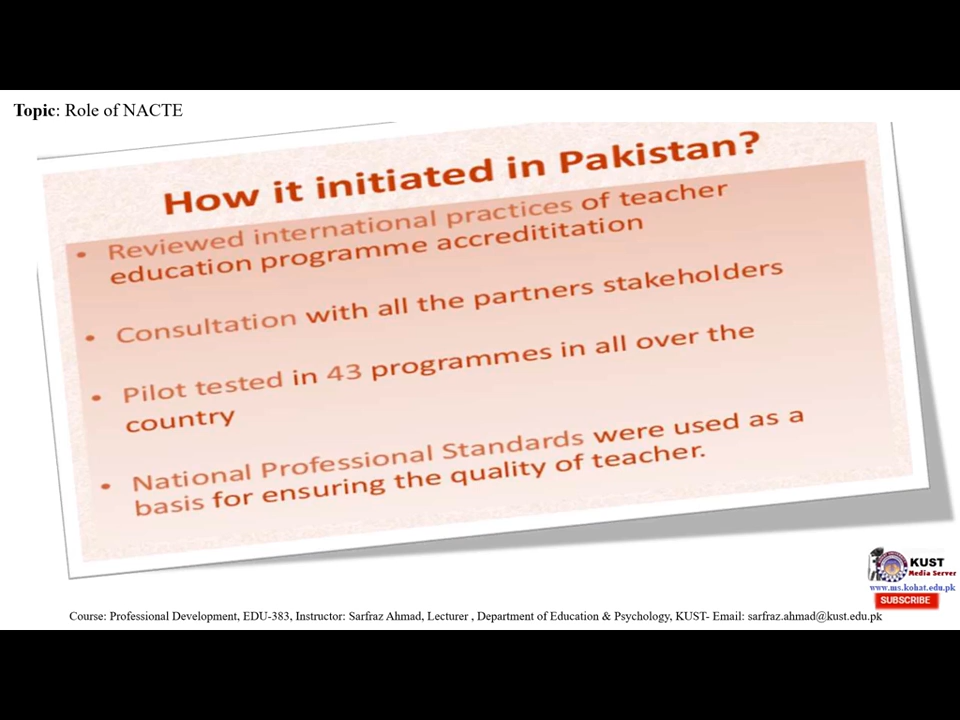 Topic: Role of NACTE
How it initiated in Pakistan?
• Reviewed international practices of teacher
education programme accredititation
• Consultation with all the partners stakeholders
• Pilot tested in 43 programmes in all over the
country
• National Professional Standards were used as a
basis for ensuring the quality of teacher.
KUST
Media Server
www.ms.kohat.edu.pk
SUBSCRIBE
Course: Professional Development, EDU-383, Instructor: Sarfraz Ahmad, Lecturer , Department of Education & Psychology, KUST- Email: sarfraz.ahmad@kust.edu.pk